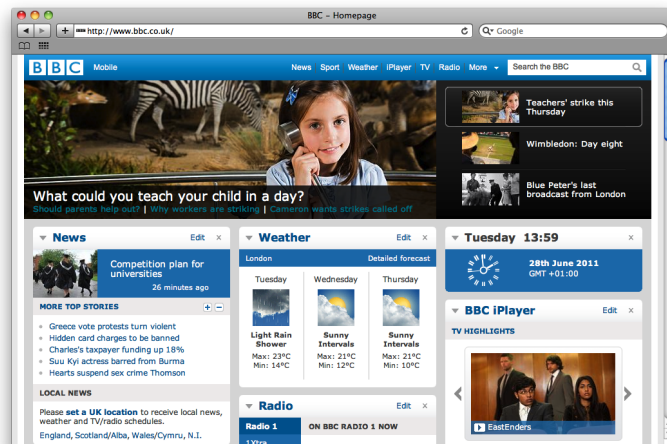 BBC – Homepage
http://www.bbc.co.uk/
Google
BBC
Mobile
News Sport Weather iPlayer TV Radio More
Search the BBC
Teachers' strike this
Thursday
Wimbledon: Day eight
Blue Peter's last
broadcast from London
What could you teach your child in a day?
Should parents help out? | Why workers are striking | Cameron wants strikes called off
News Edit x
Competition plan for
universities
26 minutes ago
MORE TOP STORIES
Greece vote protests turn violent
Hidden card charges to be banned
Charles's taxpayer funding up 18%
Suu Kyi actress barred from Burma
Hearts suspend sex crime Thomson
LOCAL NEWS
Please set a UK location to receive local news,
weather and TV/radio schedules.
England, Scotland/Alba, Wales/Cymru, N.I.
Weather Edit x
London Detailed forecast
Tuesday Wednesday Thursday
Light Rain Sunny Sunny
Shower Intervals Intervals
Max: 23°C Max: 21°C Max: 21°C
Min: 14°C Min: 12°C Min: 10°C
Radio Edit x
Radio 1 ON BBC RADIO 1 NOW
1Xtra
Tuesday 13:59 x
28th June 2011
GMT +01:00
BBC iPlayer Edit x
TV HIGHLIGHTS
EastEnders